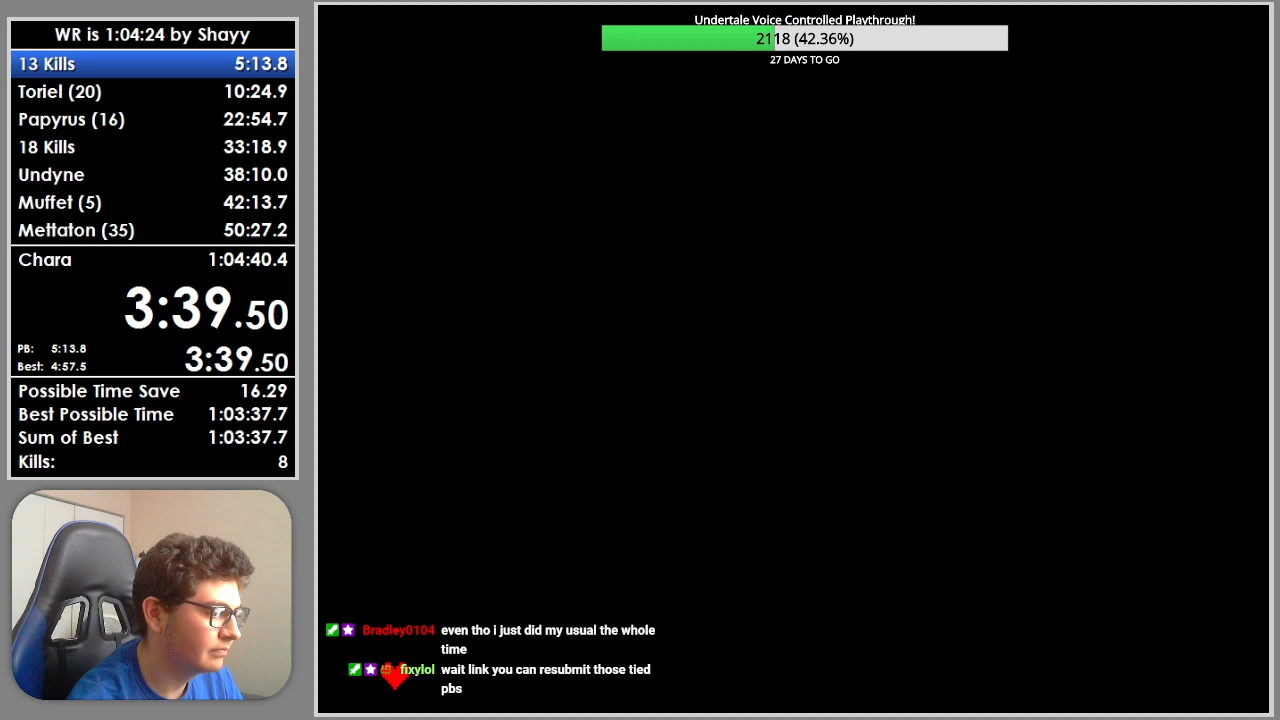 WR is 1:04:24 by Shayy
13 Kills 5:13.8
Toriel (20) 10:24.9
Papyrus (16) 22:54.7
18 Kills 33:18.9
Undyne 38:10.0
Muffet (5) 42:13.7
Mettaton (35) 50:27.2
Chara 1:04:40.4
3:39.50
PB: 5:13.8
Best: 4:57.5
3:39.50
Possible Time Save 16.29
Best Possible Time 1:03:37.7
Sum of Best 1:03:37.7
Kills: 8
Undertale Voice Controlled Playthrough!
2118 (42.36%)
27 DAYS TO GO
Bradley0104 even tho i just did my usual the whole
time
fixylol wait link you can resubmit those tied
pbs